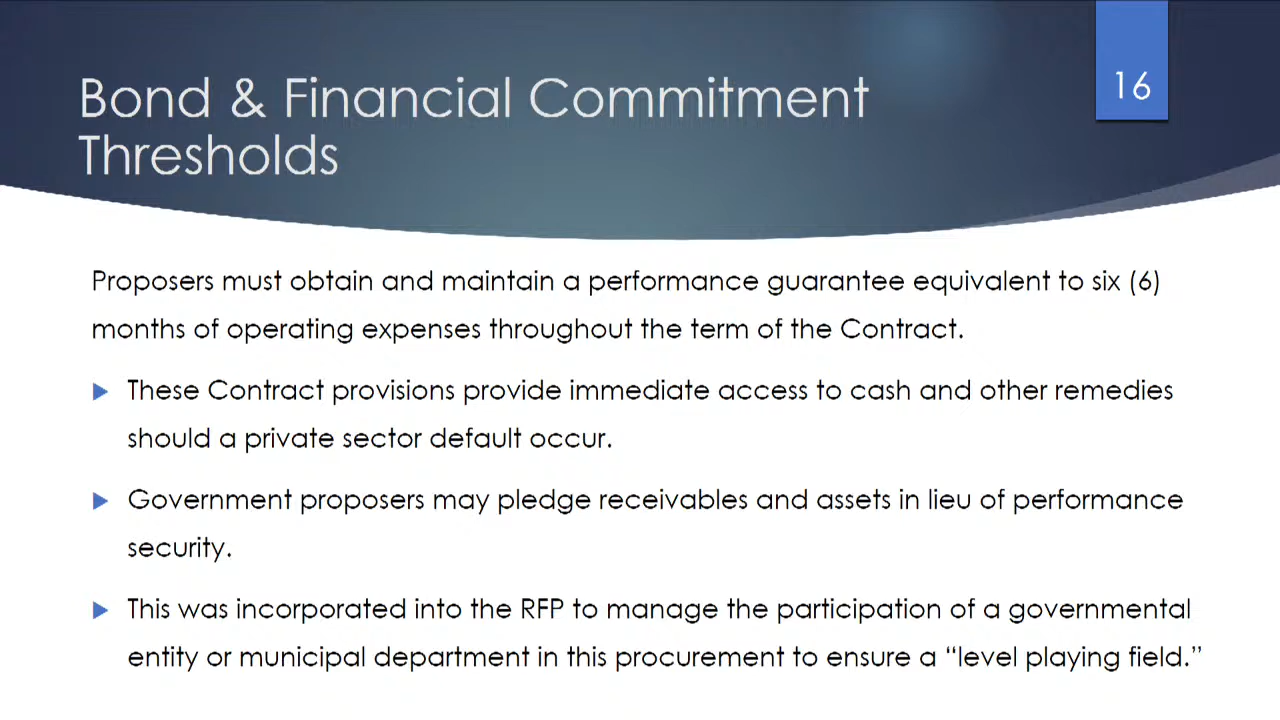 Bond & Financial Commitment
Thresholds
16
Proposers must obtain and maintain a performance guarantee equivalent to six (6)
months of operating expenses throughout the term of the Contract.
These Contract provisions provide immediate access to cash and other remedies
should a private sector default occur.
Government proposers may pledge receivables and assets in lieu of performance
security.
This was incorporated into the RFP to manage the participation of a governmental
entity or municipal department in this procurement to ensure a “level playing field.”